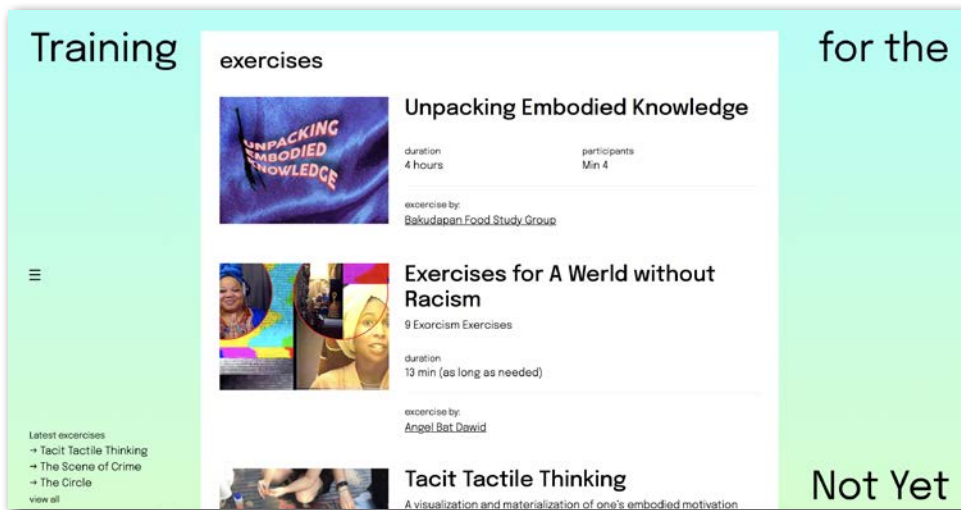 Training
for the
exercises
UNPACKING
EMBODIED
KNOWLEDGE
Unpacking Embodied Knowledge
duration
participants
4 hours
Min 4
excercise by:
Bakudapan Food Study Group
☰
Exercises for A Werld without
Racism
9 Exorcism Exercises
duration
13 min (as long as needed)
excercise by:
Angel Bat Dawid
Latest excercises
→ Tacit Tactile Thinking
→ The Scene of Crime
→ The Circle
view all
Tacit Tactile Thinking
A visualization and materialization of one's embodied motivation
Not Yet